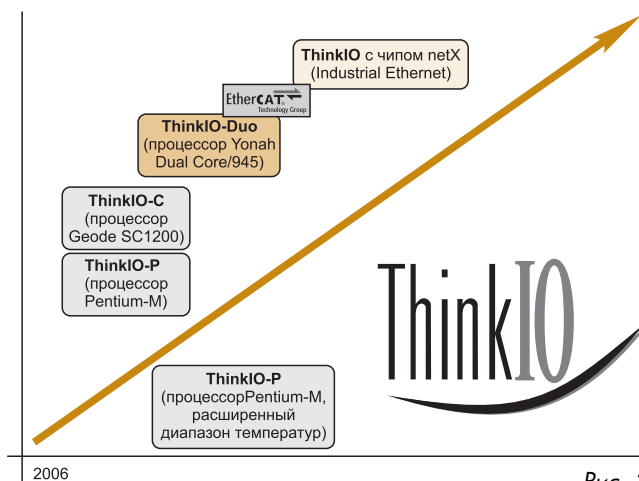 ThinkIO с чипом netX
(Industrial Ethernet)
EtherCAT®
Technology Group
ThinkIO-Duo
(процессор Yonah
Dual Core/945)
ThinkIO-C
(процессор
Geode SC1200)
ThinkIO-P
(процессор
Pentium-M)
ThinkIO
ThinkIO-P
(процессорPentium-M,
расширенный
диапазон температур)
2006
Рис.